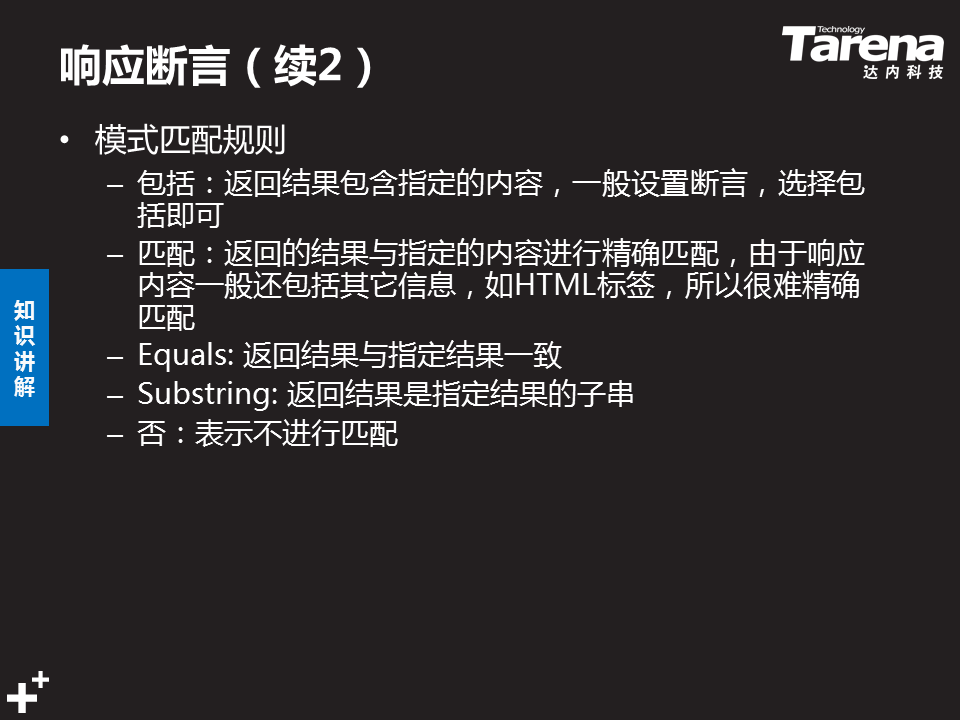 响应断言（续2）
Technology
Tarena
达内科技
• 模式匹配规则
– 包括：返回结果包含指定的内容，一般设置断言，选择包
括即可
– 匹配：返回的结果与指定的内容进行精确匹配，由于响应
内容一般还包括其它信息，如HTML标签，所以很难精确
匹配
– Equals: 返回结果与指定结果一致
– Substring: 返回结果是指定结果的子串
– 否：表示不进行匹配
知
识
讲
解